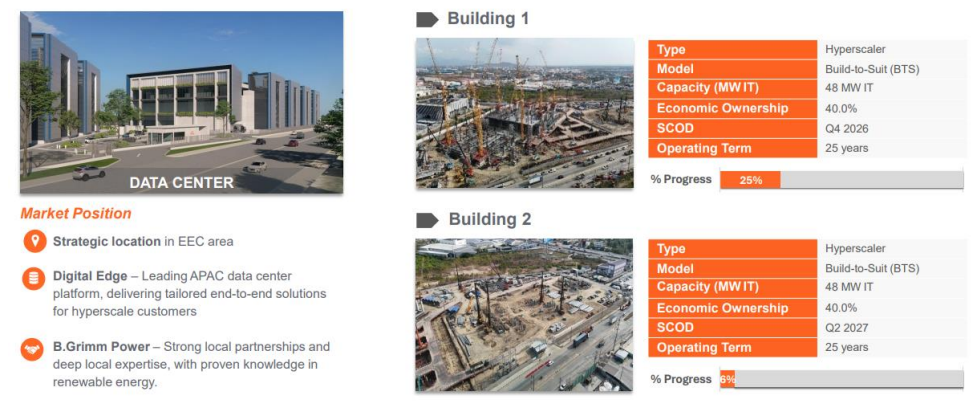 DATA CENTER
Market Position
Strategic location in EEC area
Digital Edge – Leading APAC data center
platform, delivering tailored end-to-end solutions
for hyperscale customers
B.Grimm Power – Strong local partnerships and
deep local expertise, with proven knowledge in
renewable energy.
Building 1
Type Hyperscaler
Model Build-to-Suit (BTS)
Capacity (MW IT) 48 MW IT
Economic Ownership 40.0%
SCOD Q4 2026
Operating Term 25 years
% Progress 25%
Building 2
Type Hyperscaler
Model Build-to-Suit (BTS)
Capacity (MW IT) 48 MW IT
Economic Ownership 40.0%
SCOD Q2 2027
Operating Term 25 years
% Progress 6%